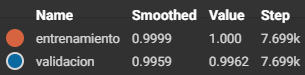 Name Smoothed Value Step
entrenamiento 0.9999 1.000 7.699k
validacion 0.9959 0.9962 7.699k